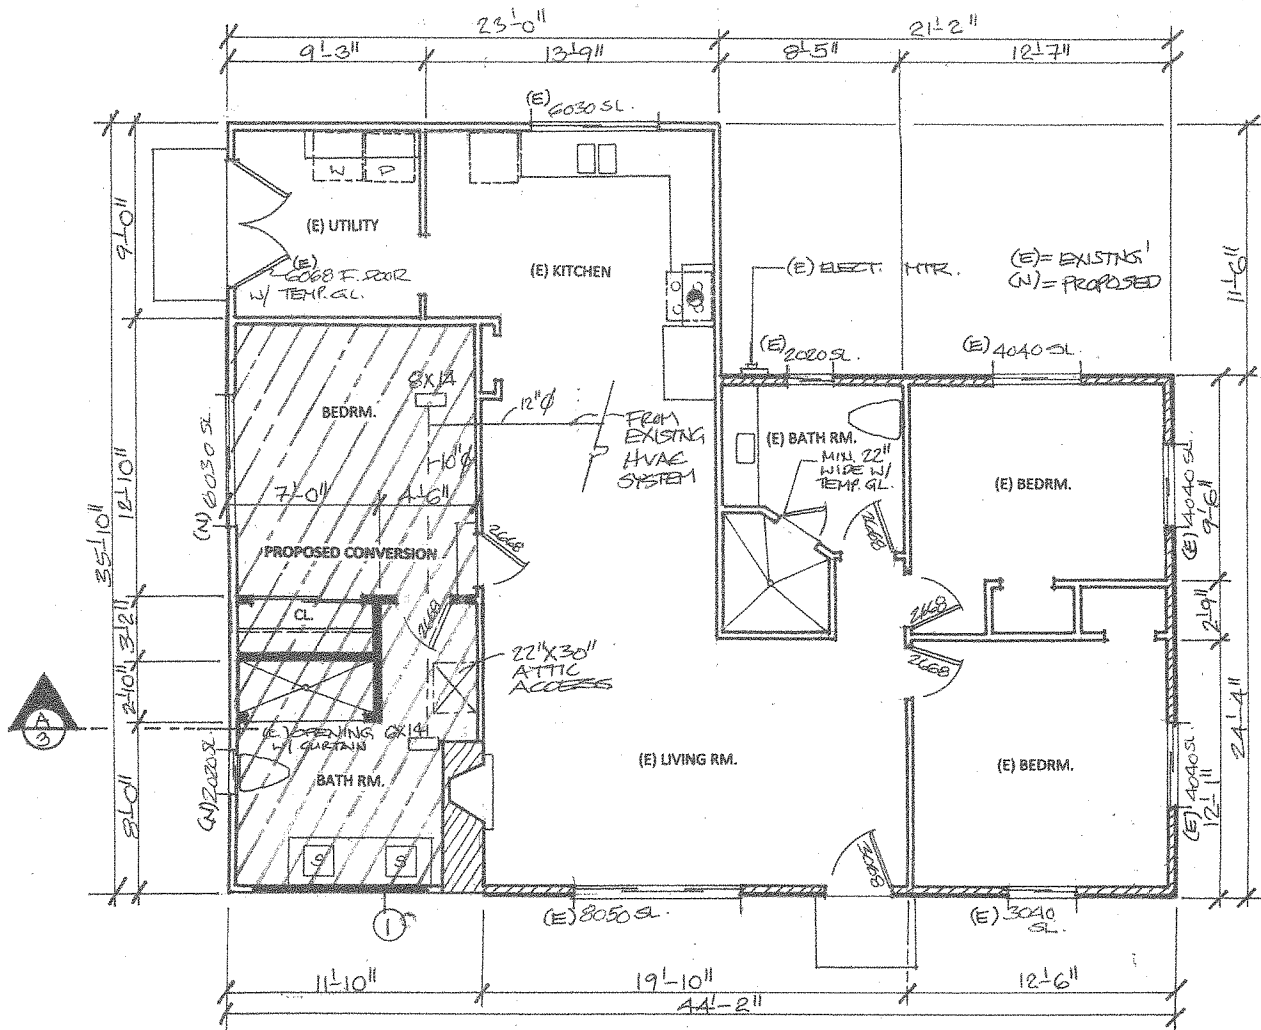 23'-0"
21'-2"
9'-3"
13'-9"
8'-5"
12'-7"
(E) 6030 SL.
W
D
(E) UTILITY
9'-0"
(E)
6068 F. DOOR
W/ TEMP. GL.
(E) KITCHEN
(E) ELECT. MTR.
(E)= EXISTNG
(N)= PROPOSED
11'-6"
(E) 2020 SL.
(E) 4040 SL.
8X14
BEDRM.
12"Ø
FROM
EXISTNG
HVAC
SYSTEM
10"Ø
(E) BATH RM.
MIN. 22"
WIDE W/
TEMP. GL.
(E) BEDRM.
(N) 6030 SL.
12'-10"
35'-10"
7'-0"
4'-6"
2668
2668
(E) 4040 SL.
9'-6"
PROPOSED CONVERSION
CL.
2668
2668
2'-9"
3'-2"
22"X30"
ATTIC
ACCESS
2668
2'-10"
A
3
(E) OPENING
W/ CURTAIN
6X14
24'-4"
(N) 2020 SL.
BATH RM.
(E) LIVING RM.
(E) BEDRM.
(E) 4040 SL.
12'-1"
8'-0"
S
S
3068
(E) 8050 SL.
(E) 3040
SL.
1
11'-10"
19'-10"
12'-6"
44'-2"